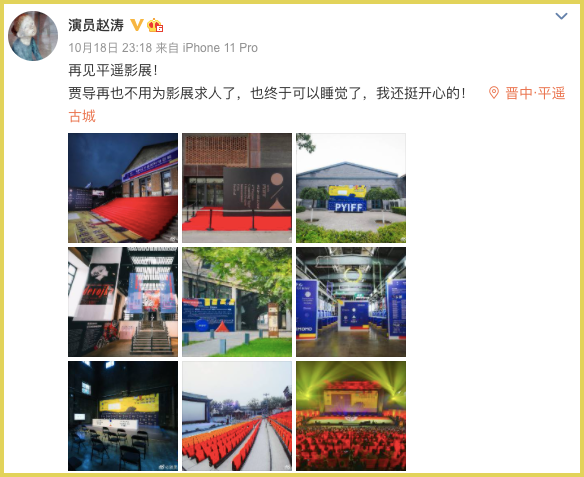 演员赵涛
10月18日 23:18 来自 iPhone 11 Pro
再见平遥影展！
贾导再也不用为影展求人了，也终于可以睡觉了，我还挺开心的！ 晋中·平遥
古城
PYIFF